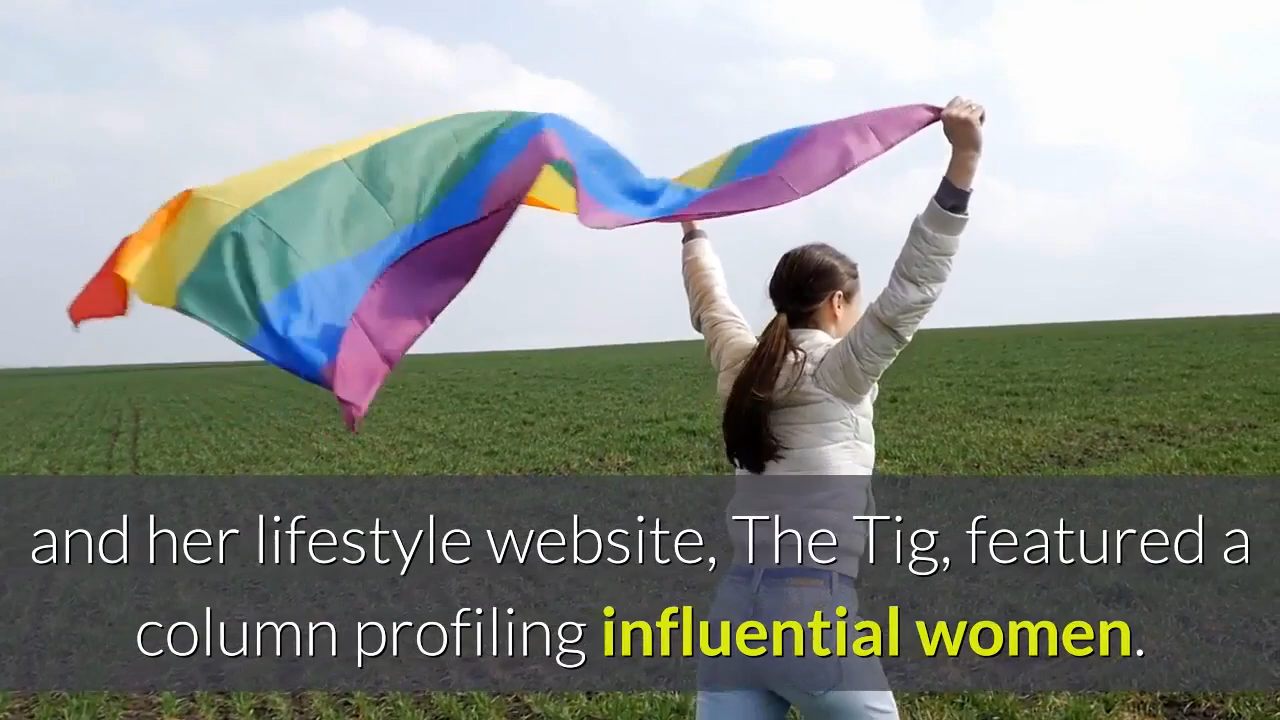 and her lifestyle website, The Tig, featured a
column profiling influential women.